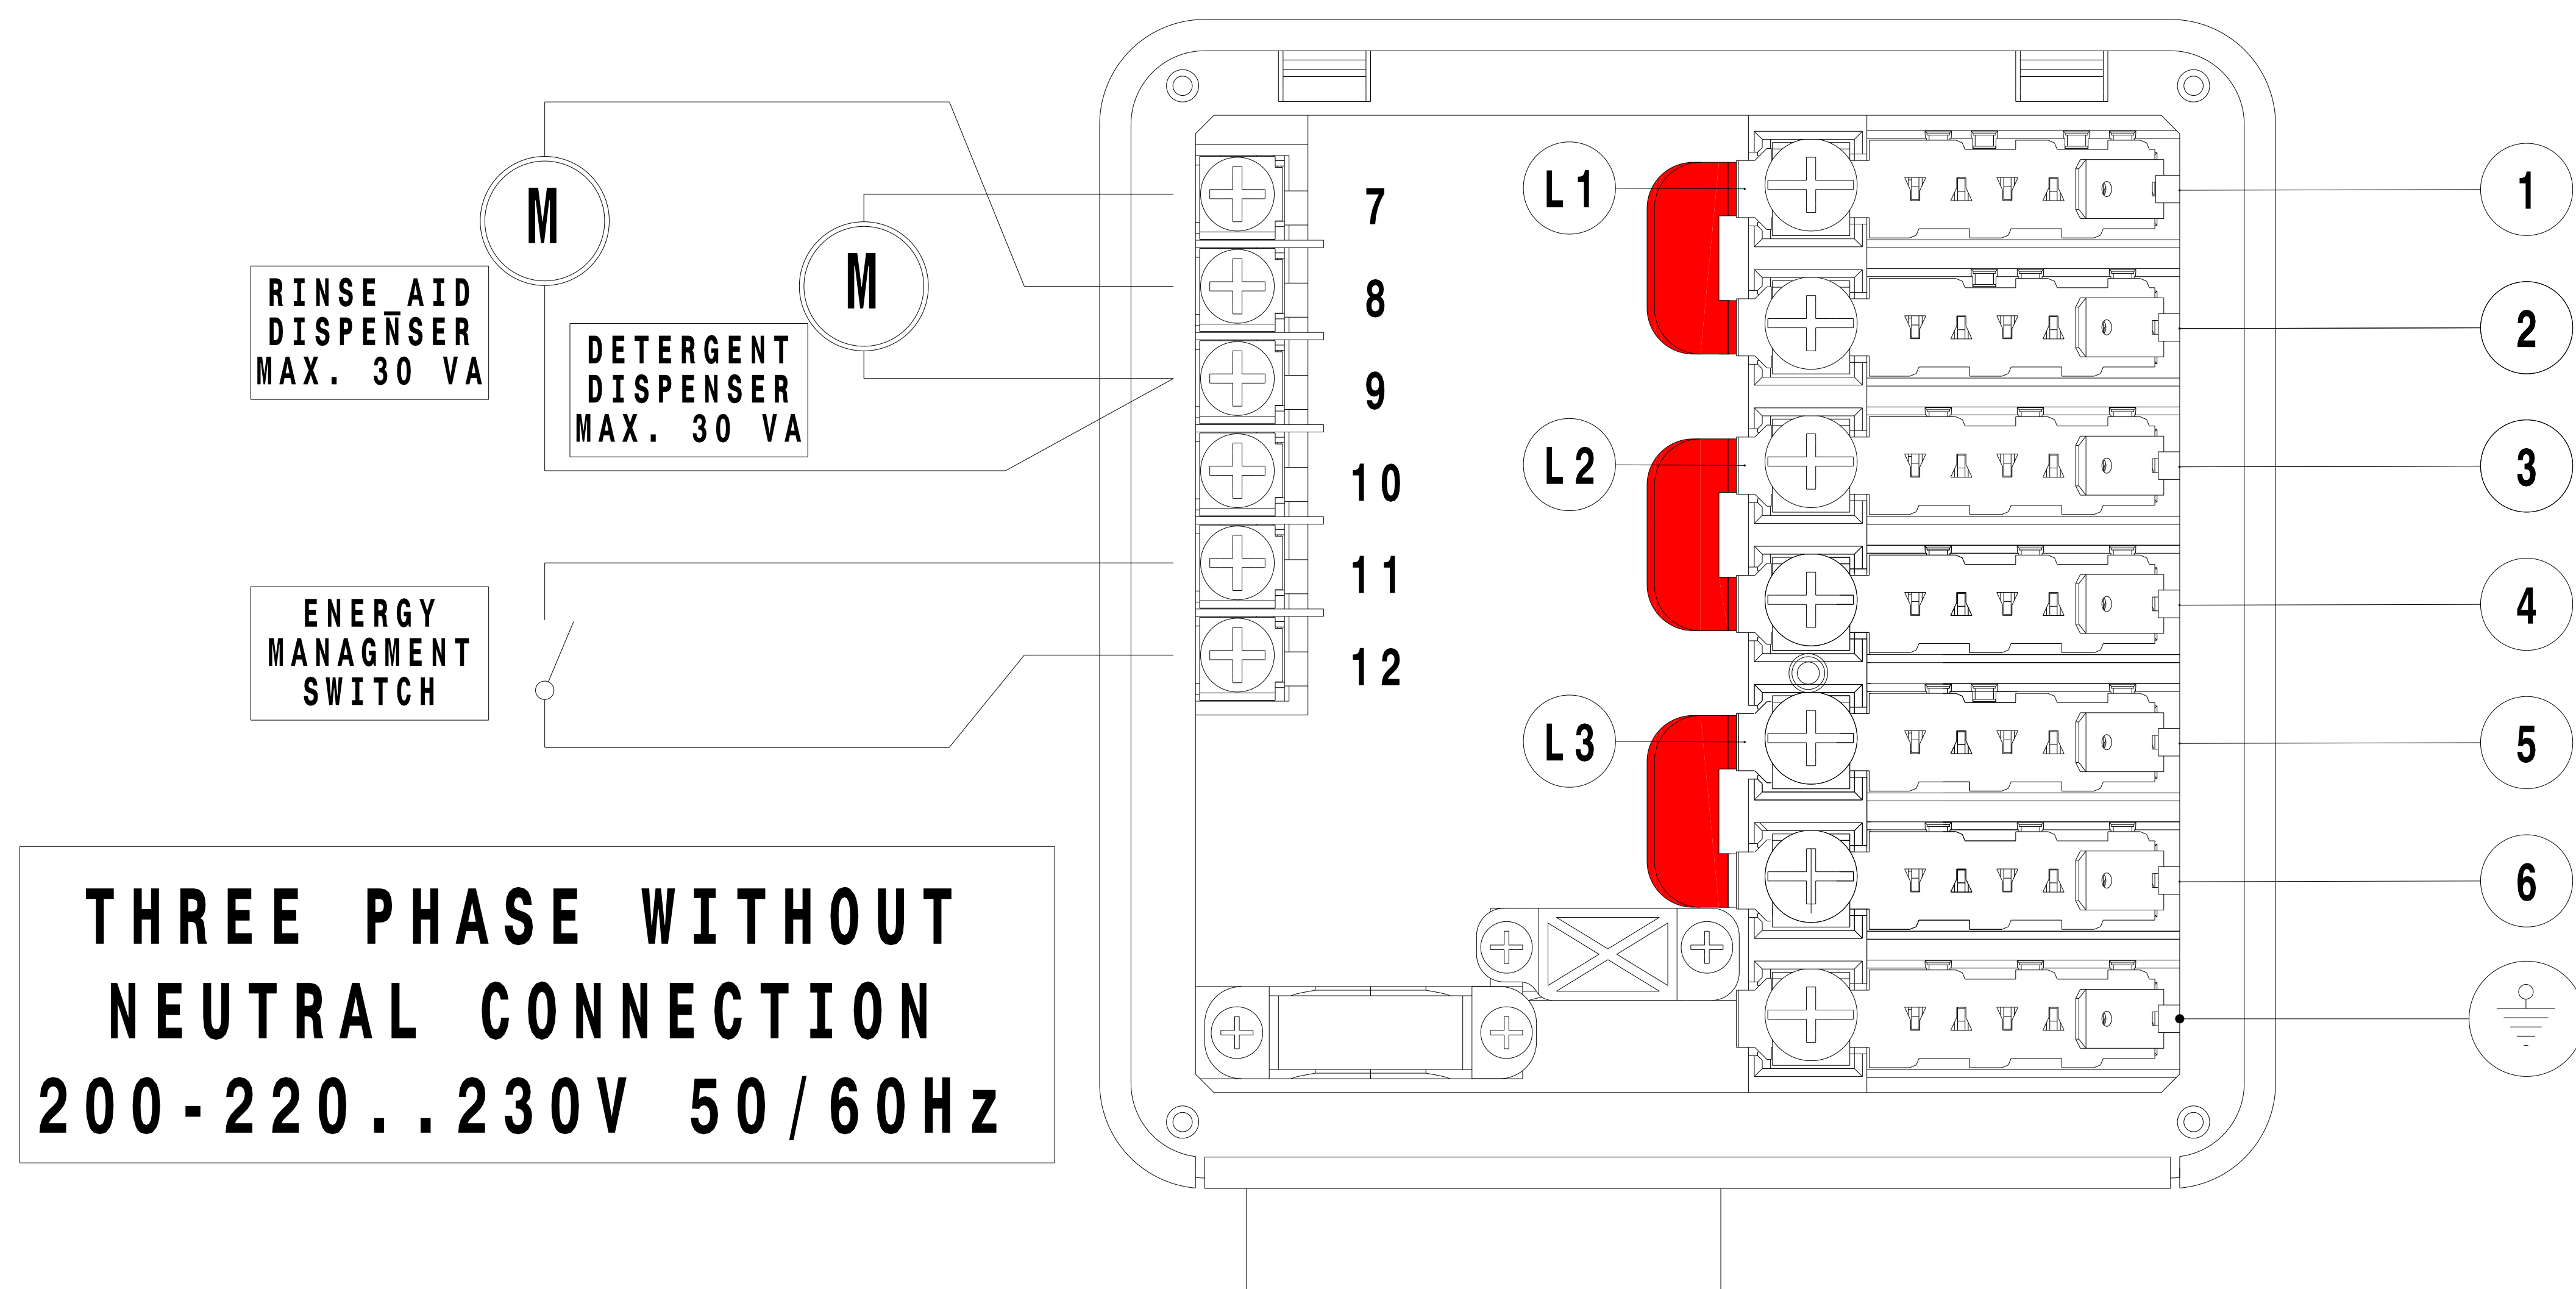 M
RINSE_AID
DISPENSER
MAX. 30 VA
M
DETERGENT
DISPENSER
MAX. 30 VA
ENERGY
MANAGMENT
SWITCH
THREE PHASE WITHOUT
NEUTRAL CONNECTION
200-220..230V 50/60Hz
7
8
9
10
11
12
L1
L2
L3
1
2
3
4
5
6